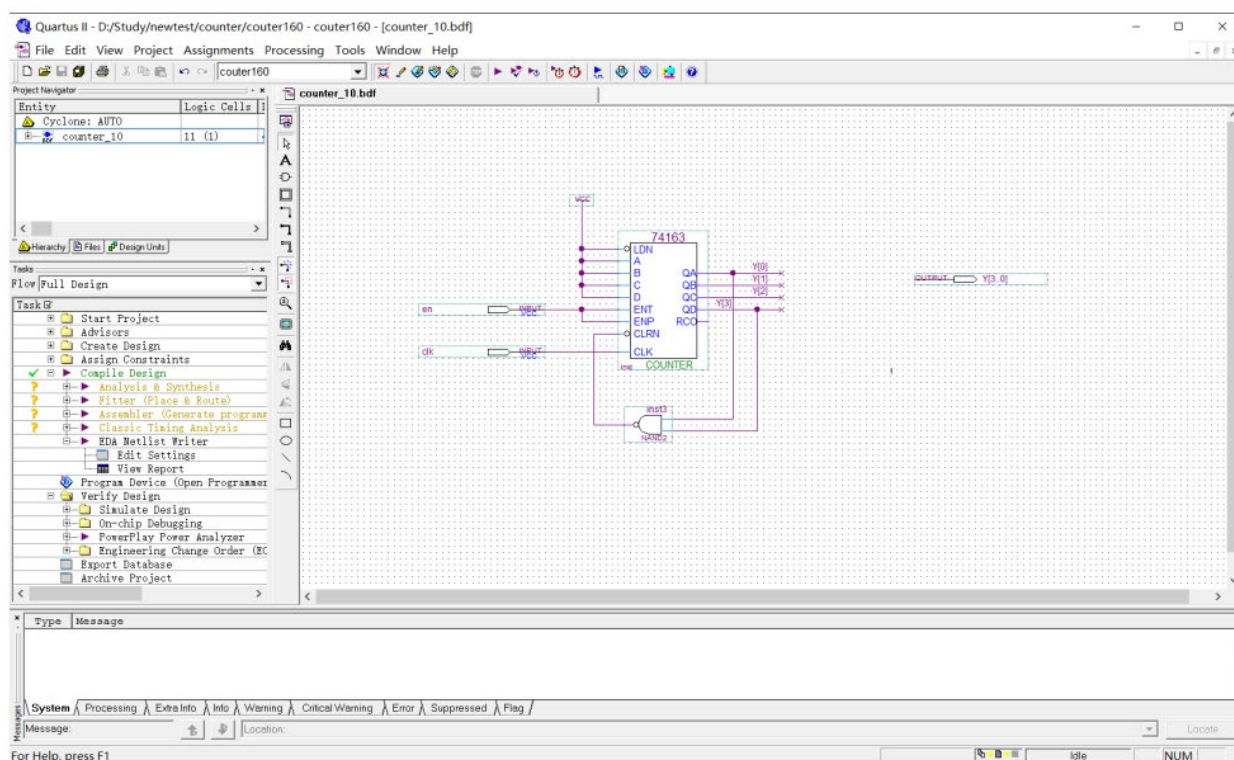 Quartus II - D:/Study/newtest/counter/couter160 - couter160 - [counter_10.bdf]
File Edit View Project Assignments Processing Tools Window Help
couter160
Project Navigator
counter_10.bdf
Entity Logic Cells
Cyclone: AUTO
counter_10 11 (1)
Hierarchy Files Design Units
Tasks
Flow Full Design
Task
Start Project
Advisors
Create Design
Assign Constraints
Compile Design
Analysis & Synthesis
Fitter (Place & Route)
Assembler (Generate programm
Classic Timing Analysis
EDA Netlist Writer
Edit Settings
View Report
Program Device (Open Programmer
Verify Design
Simulate Design
On-chip Debugging
PowerPlay Power Analyzer
Engineering Change Order (EC
Export Database
Archive Project
VCC
74163
LDN
A
B QA Y[0]
C QB Y[1]
D QC Y[2]
ENT QD Y[3]
ENP RCO
CLRN
CLK
COUNTER
inst
en INPUT VCC
clk INPUT VCC
inst3
NAND2
OUTPUT Y[3..0]
Type Message
System Processing Extra Info Info Warning Critical Warning Error Suppressed Flag
Messages
Message: Location: Locate
For Help, press F1 Idle NUM